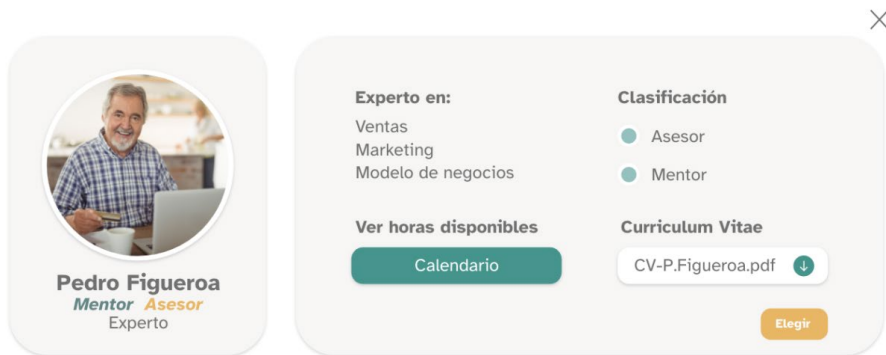 Pedro Figueroa
Mentor Asesor
Experto
Experto en:
Ventas
Marketing
Modelo de negocios
Clasificación
Asesor
Mentor
Ver horas disponibles
Calendario
Curriculum Vitae
CV-P.Figueroa.pdf
Elegir